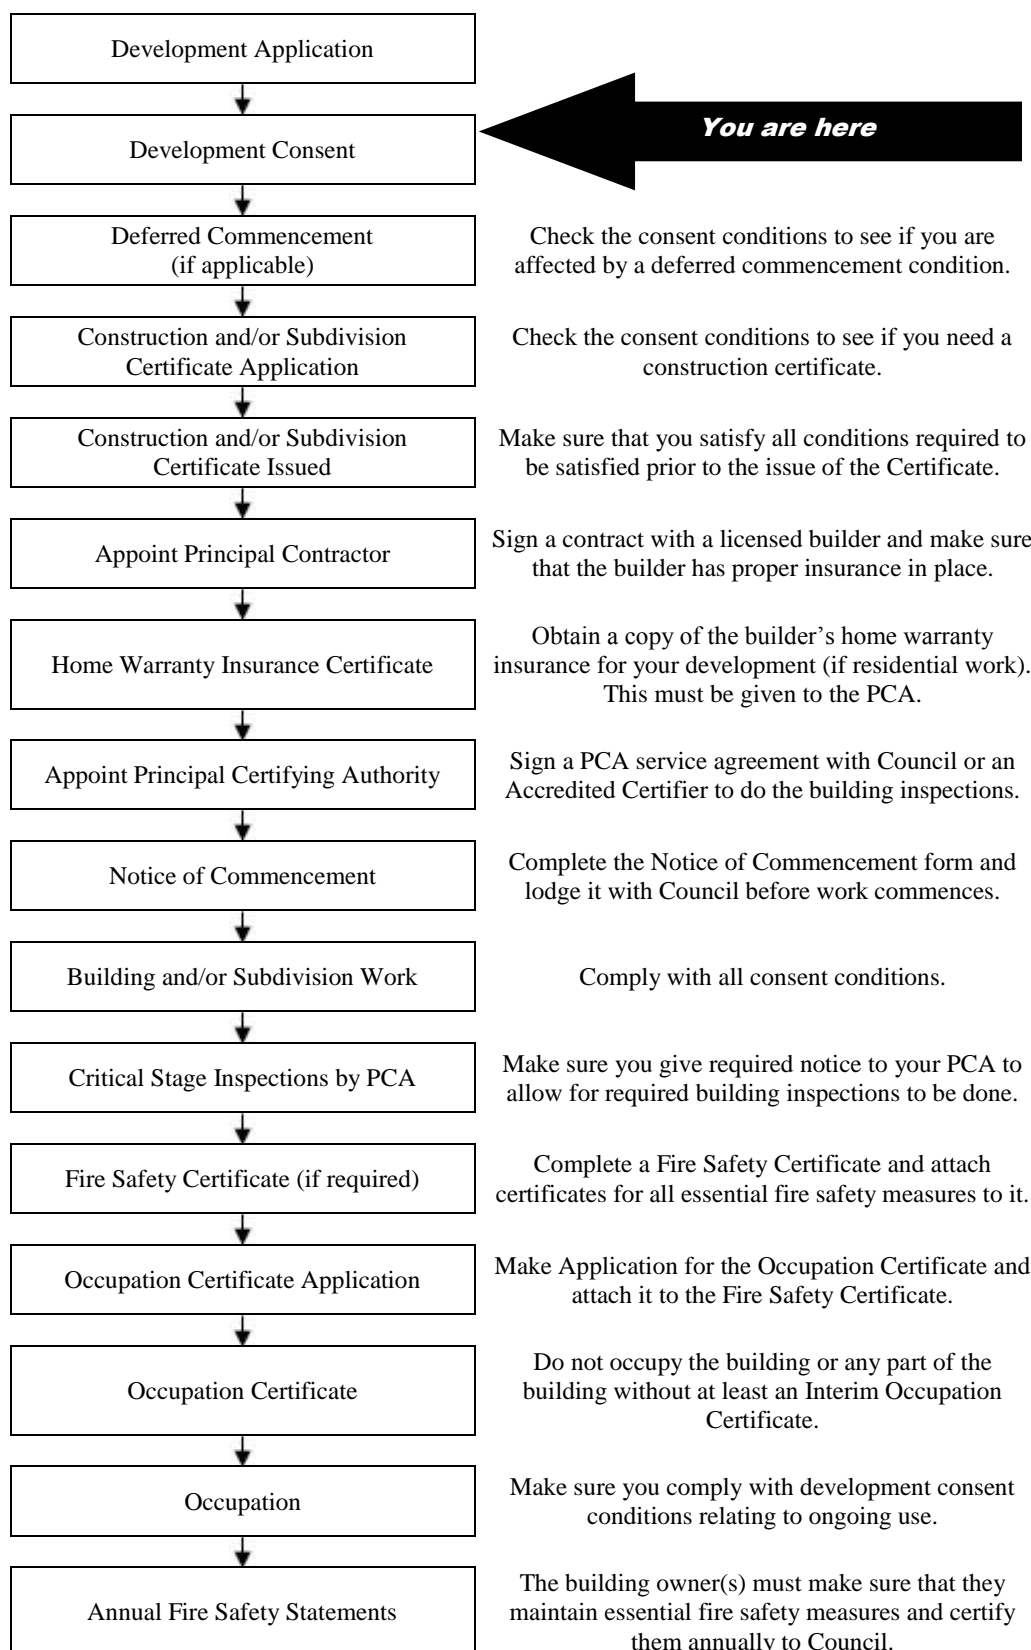 Development Application
Development Consent
You are here
Deferred Commencement
(if applicable)
Check the consent conditions to see if you are
affected by a deferred commencement condition.
Construction and/or Subdivision
Certificate Application
Check the consent conditions to see if you need a
construction certificate.
Construction and/or Subdivision
Certificate Issued
Make sure that you satisfy all conditions required to
be satisfied prior to the issue of the Certificate.
Appoint Principal Contractor
Sign a contract with a licensed builder and make sure
that the builder has proper insurance in place.
Home Warranty Insurance Certificate
Obtain a copy of the builder’s home warranty
insurance for your development (if residential work).
This must be given to the PCA.
Appoint Principal Certifying Authority
Sign a PCA service agreement with Council or an
Accredited Certifier to do the building inspections.
Notice of Commencement
Complete the Notice of Commencement form and
lodge it with Council before work commences.
Building and/or Subdivision Work
Comply with all consent conditions.
Critical Stage Inspections by PCA
Make sure you give required notice to your PCA to
allow for required building inspections to be done.
Fire Safety Certificate (if required)
Complete a Fire Safety Certificate and attach
certificates for all essential fire safety measures to it.
Occupation Certificate Application
Make Application for the Occupation Certificate and
attach it to the Fire Safety Certificate.
Occupation Certificate
Do not occupy the building or any part of the
building without at least an Interim Occupation
Certificate.
Occupation
Make sure you comply with development consent
conditions relating to ongoing use.
Annual Fire Safety Statements
The building owner(s) must make sure that they
maintain essential fire safety measures and certify
them annually to Council.